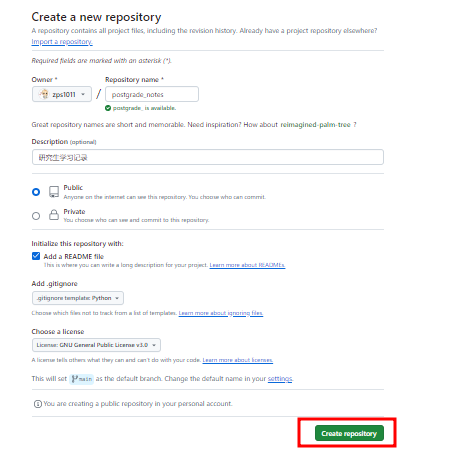 Create a new repository
A repository contains all project files, including the revision history. Already have a project repository elsewhere?
Import a repository.
Required fields are marked with an asterisk (*).
Owner * Repository name *
zps1011 / postgrade_notes
postgrade_ is available.
Great repository names are short and memorable. Need inspiration? How about reimagined-palm-tree ?
Description (optional)
研究生学习记录
Public
Anyone on the internet can see this repository. You choose who can commit.
Private
You choose who can see and commit to this repository.
Initialize this repository with:
Add a README file
This is where you can write a long description for your project. Learn more about READMEs.
Add .gitignore
.gitignore template: Python
Choose which files not to track from a list of templates. Learn more about ignoring files.
Choose a license
License: GNU General Public License v3.0
A license tells others what they can and can't do with your code. Learn more about licenses.
This will set main as the default branch. Change the default name in your settings.
You are creating a public repository in your personal account.
Create repository